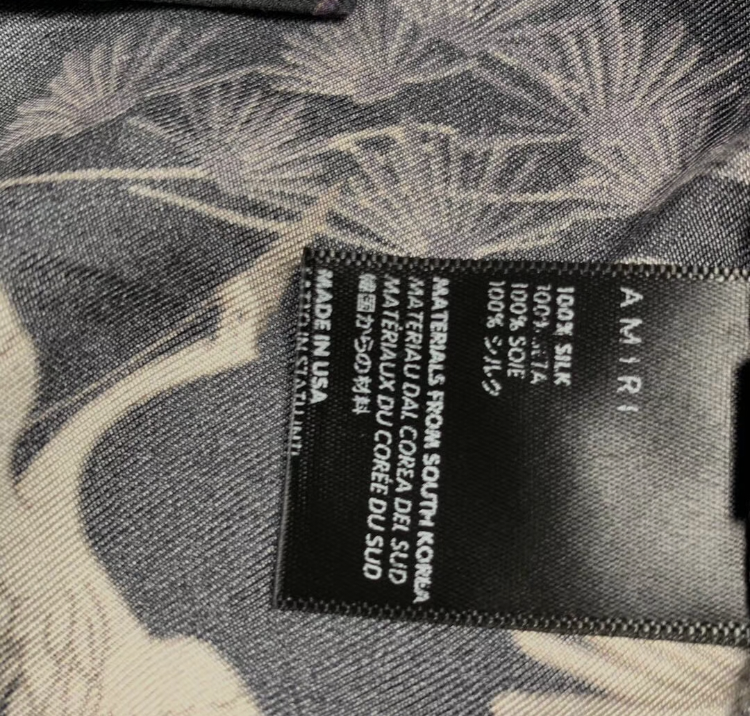 AMIRI
100% SILK
100% SETA
100% SOIE
100% シルク
MATERIALS FROM SOUTH KOREA
MATERIAU DAL COREA DEL SUD
MATÉRIAUX DU CORÉE DU SUD
韓国からの材料
MADE IN USA